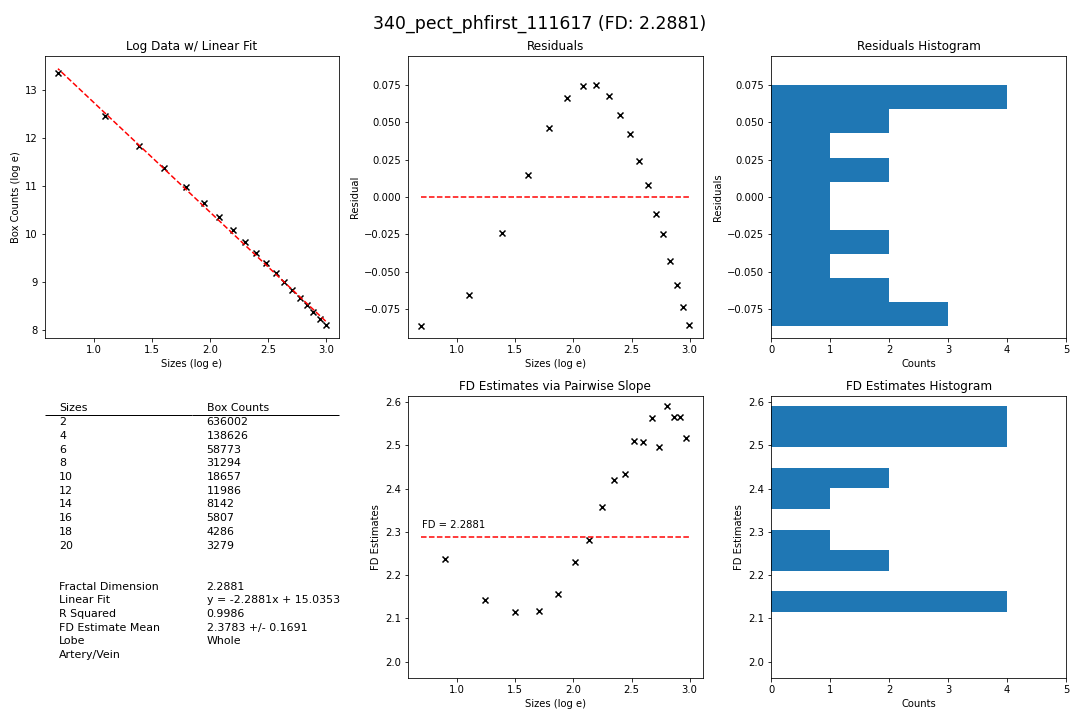 340_pect_phfirst_111617 (FD: 2.2881)
Log Data w/ Linear Fit
Box Counts (log e)
13
12
11
10
9
8
1.0 1.5 2.0 2.5 3.0
Sizes (log e)
Residuals
Residual
0.075
0.050
0.025
0.000
−0.025
−0.050
−0.075
1.0 1.5 2.0 2.5 3.0
Sizes (log e)
Residuals Histogram
Residuals
0.075
0.050
0.025
0.000
−0.025
−0.050
−0.075
0 1 2 3 4 5
Counts
Sizes Box Counts
2 636002
4 138626
6 58773
8 31294
10 18657
12 11986
14 8142
16 5807
18 4286
20 3279
Fractal Dimension 2.2881
Linear Fit y = -2.2881x + 15.0353
R Squared 0.9986
FD Estimate Mean 2.3783 +/- 0.1691
Lobe Whole
Artery/Vein
FD Estimates via Pairwise Slope
FD Estimates
2.6
2.5
2.4
2.3
2.2
2.1
2.0
FD = 2.2881
1.0 1.5 2.0 2.5 3.0
Sizes (log e)
FD Estimates Histogram
FD Estimates
2.6
2.5
2.4
2.3
2.2
2.1
2.0
0 1 2 3 4 5
Counts